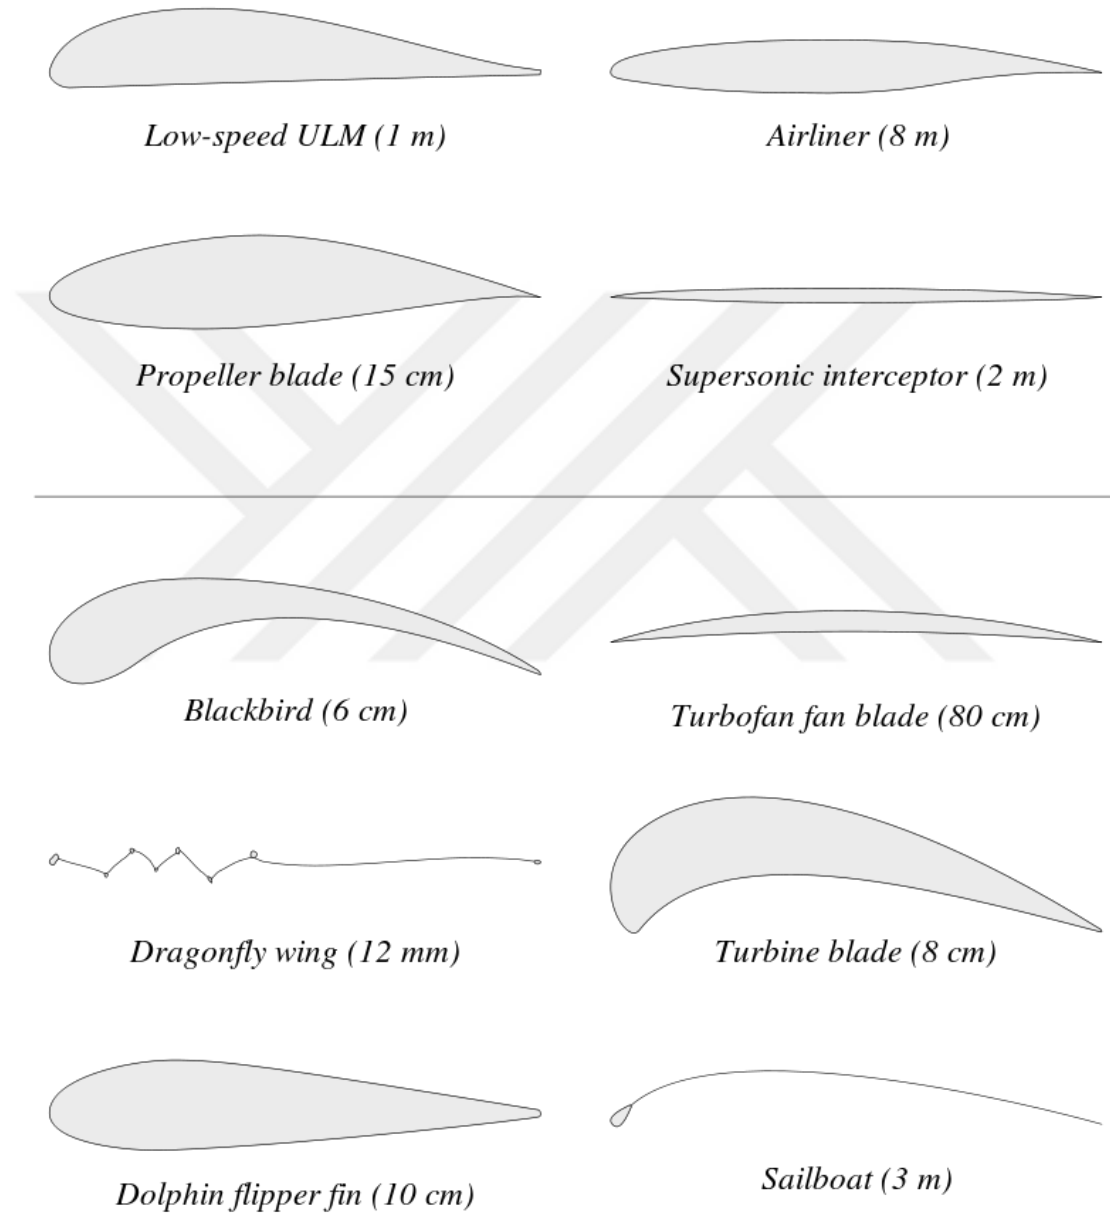 Low-speed ULM (1 m)
Airliner (8 m)
Propeller blade (15 cm)
Supersonic interceptor (2 m)
Blackbird (6 cm)
Turbofan fan blade (80 cm)
Dragonfly wing (12 mm)
Turbine blade (8 cm)
Dolphin flipper fin (10 cm)
Sailboat (3 m)